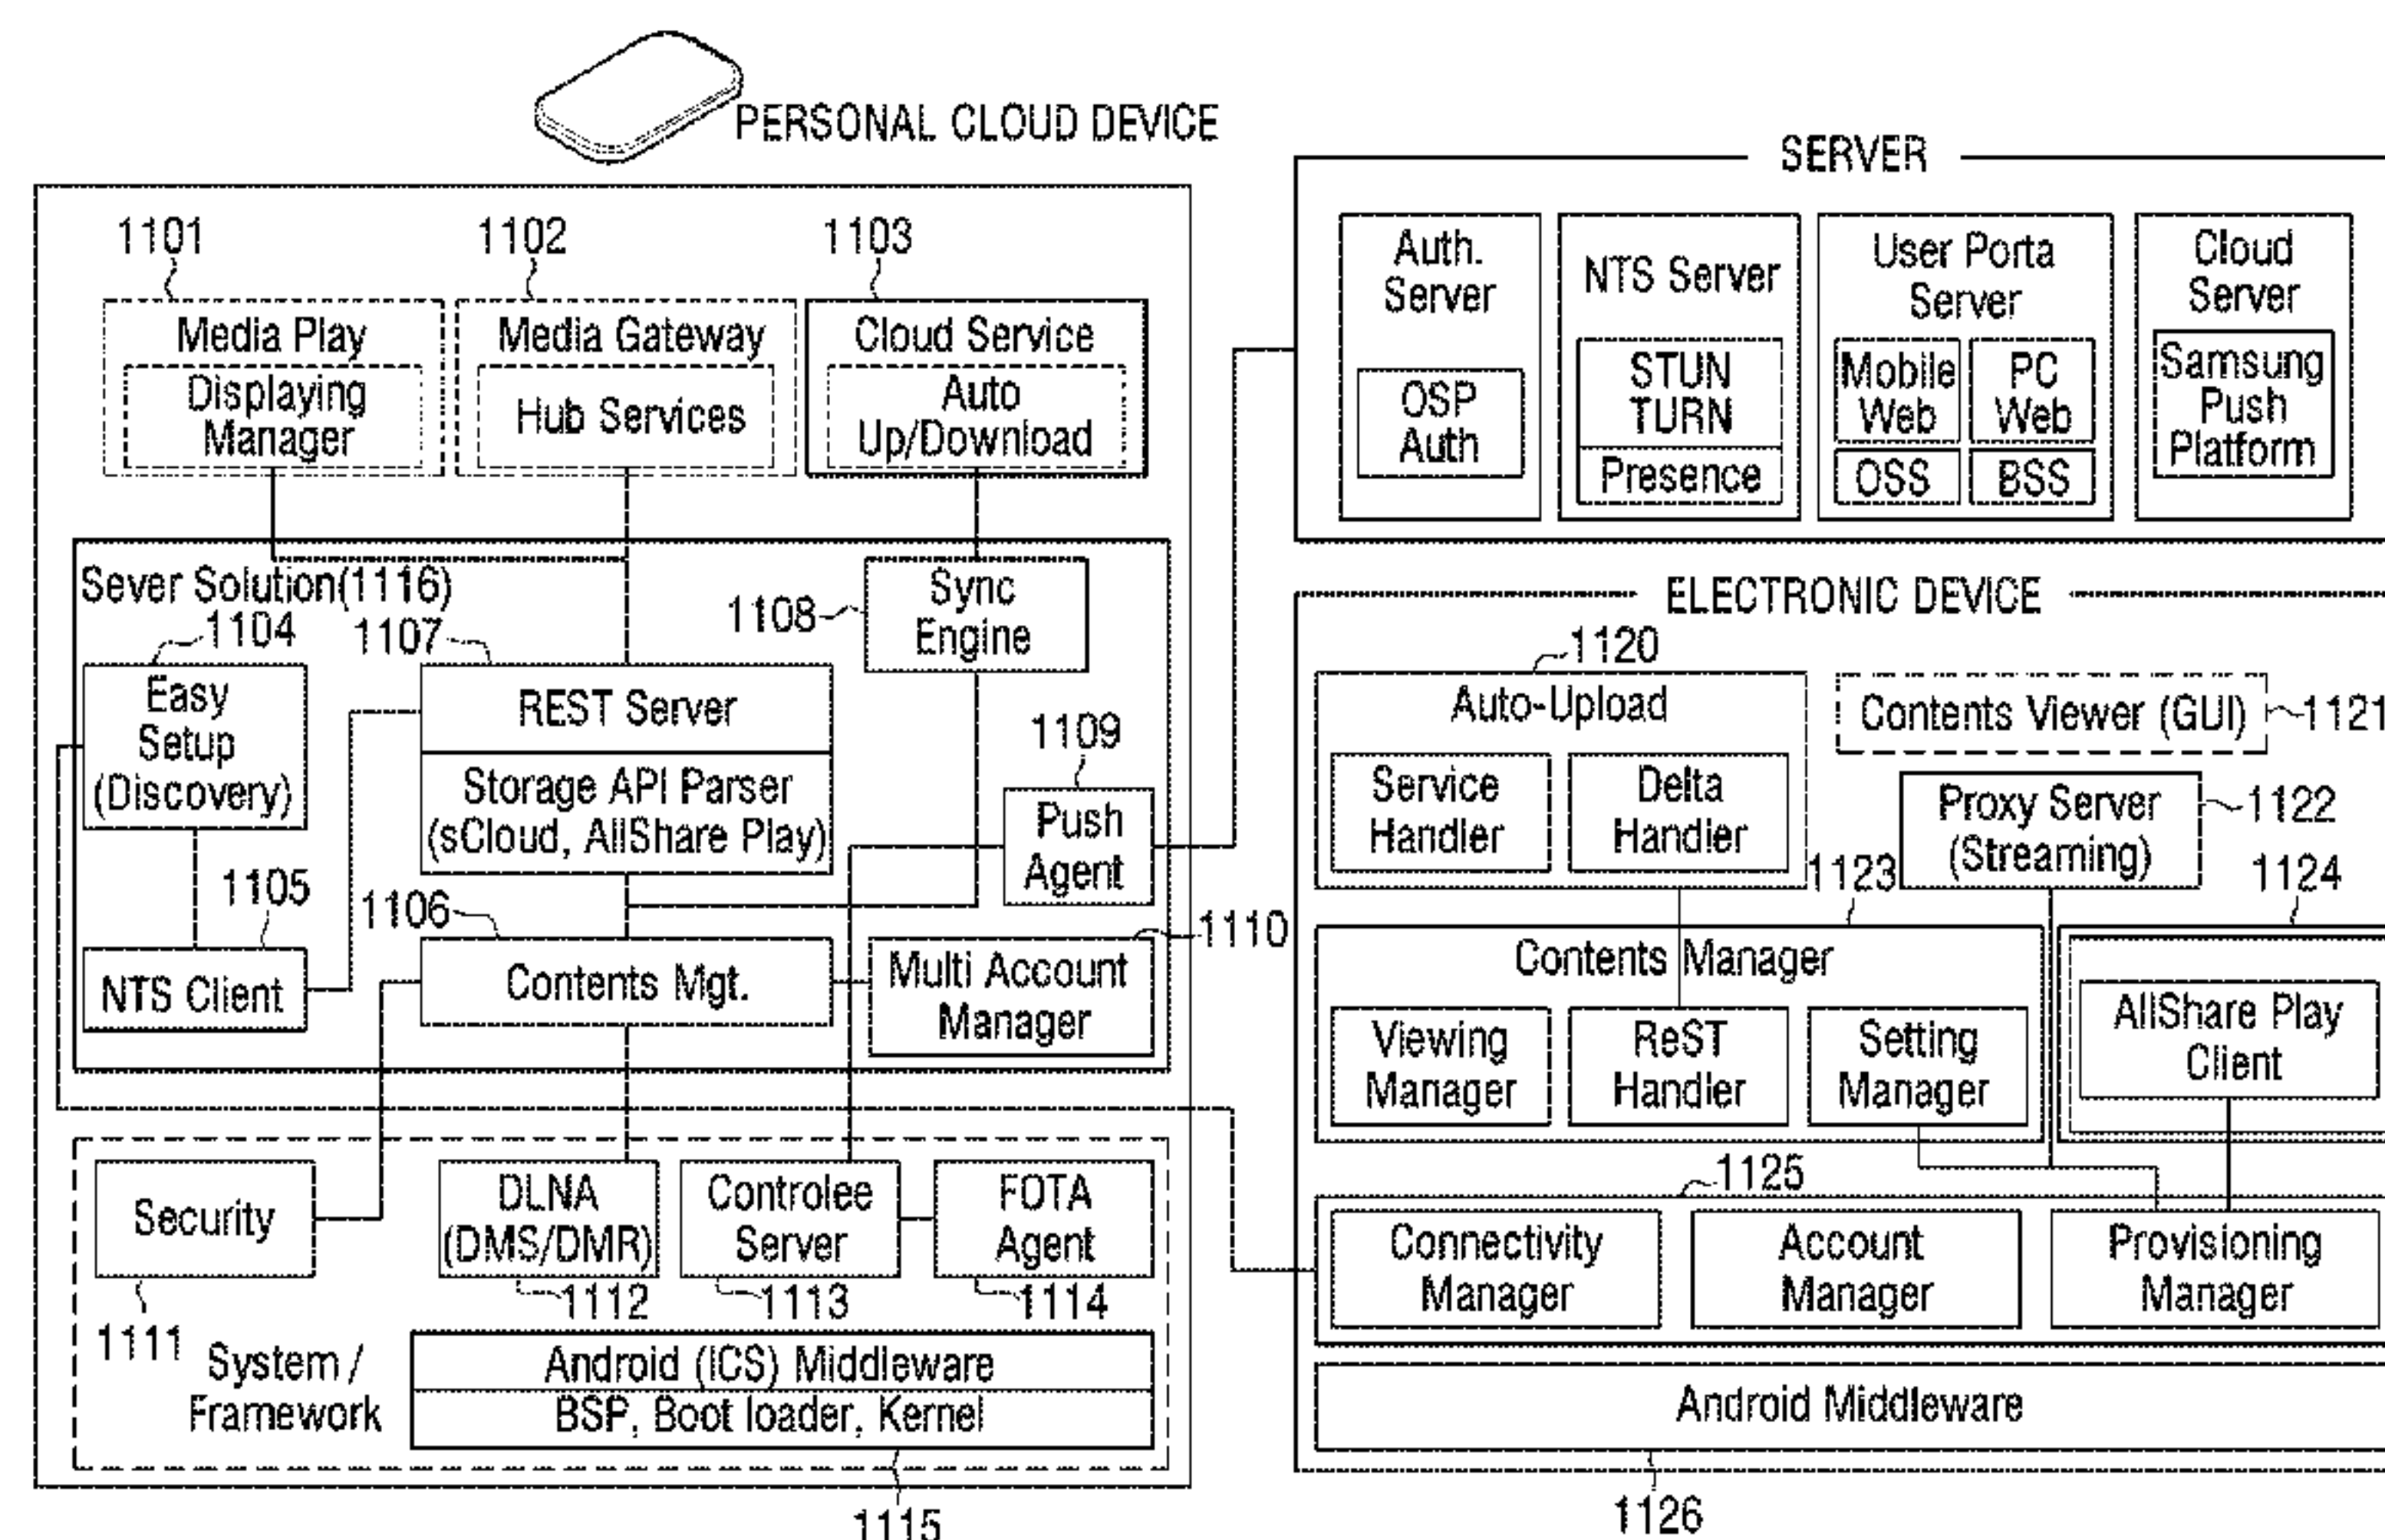 PERSONAL CLOUD DEVICE
1101
1102
1103
Media Play
Displaying
Manager
Media Gateway
Hub Services
Cloud Service
Auto
Up/Download
Sever Solution(1116)
1104
1107
1108
Sync
Engine
Easy
Setup
(Discovery)
REST Server
Storage API Parser
(sCloud, AllShare Play)
1109
Push
Agent
1105
1106
1110
NTS Client
Contents Mgt.
Multi Account
Manager
Security
DLNA
(DMS/DMR)
Controlee
Server
FOTA
Agent
1111
1112
1113
1114
System /
Framework
Android (ICS) Middleware
BSP, Boot loader, Kernel
1115
SERVER
Auth.
Server
OSP
Auth
NTS Server
STUN
TURN
Presence
User Porta
Server
Mobile
Web
PC
Web
OSS
BSS
Cloud
Server
Samsung
Push
Platform
ELECTRONIC DEVICE
1120
Auto-Upload
Service
Handler
Delta
Handler
Contents Viewer (GUI)
1121
Proxy Server
(Streaming)
1122
1123
1124
Contents Manager
Viewing
Manager
ReST
Handler
Setting
Manager
AllShare Play
Client
1125
Connectivity
Manager
Account
Manager
Provisioning
Manager
Android Middleware
1126